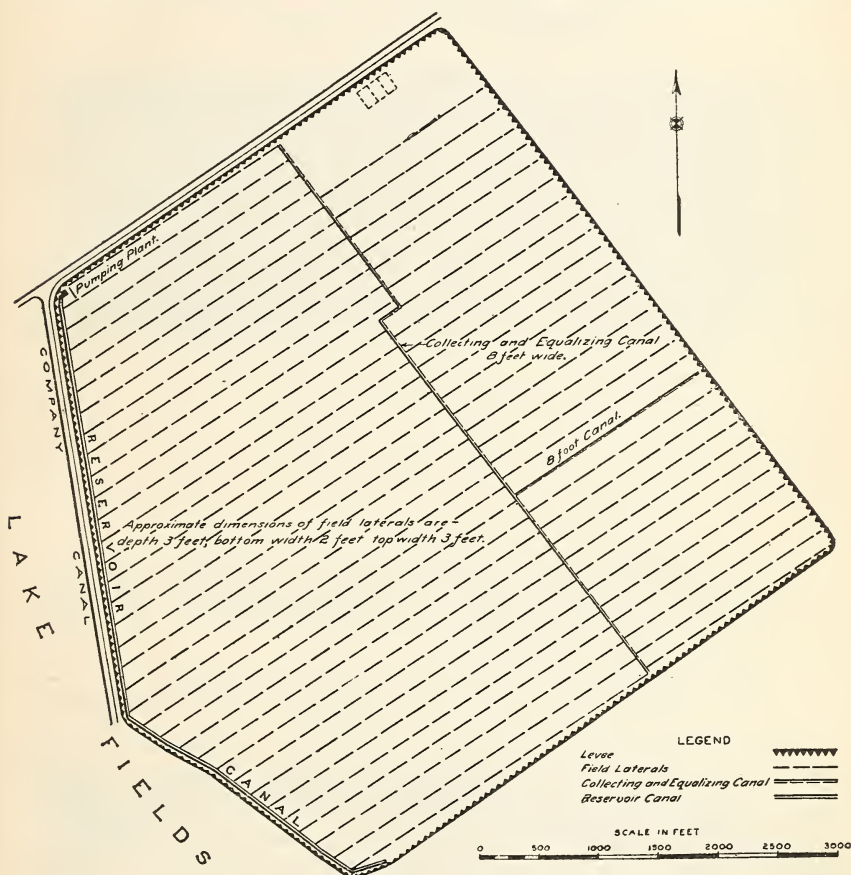 Pumping Plant.
COMPANY CANAL
RESERVOIR CANAL
Collecting and Equalizing Canal
8 feet wide.
8 foot Canal.
Approximate dimensions of field laterals are-
depth 3 feet, bottom width 2 feet top width 3 feet.
LAKE FIELDS
LEGEND
Levee
Field Laterals
Collecting and Equalizing Canal
Reservoir Canal
SCALE IN FEET
0 500 1000 1500 2000 2500 3000